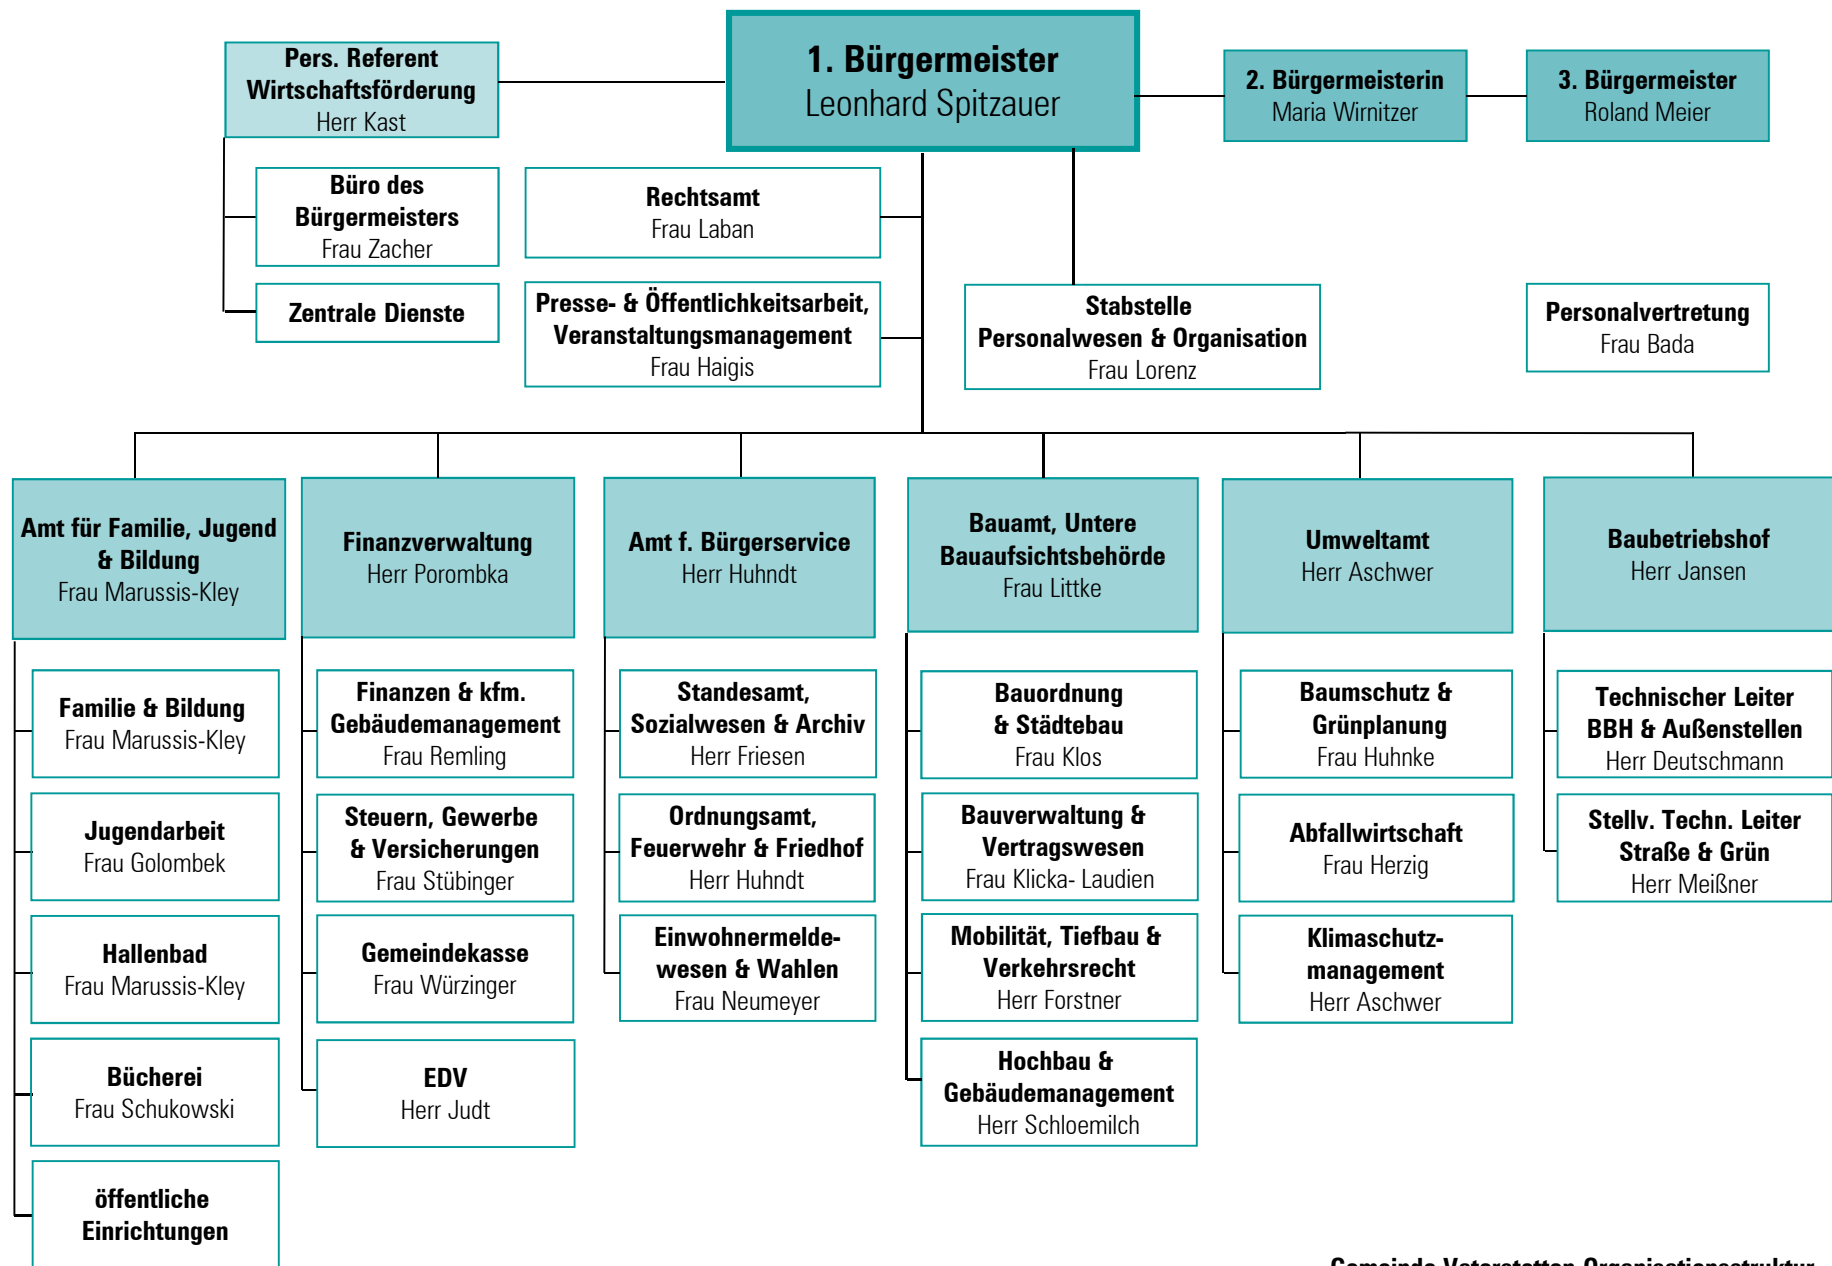 Pers. Referent
Wirtschaftsförderung
Herr Kast
1. Bürgermeister
Leonhard Spitzauer
2. Bürgermeisterin
Maria Wirnitzer
3. Bürgermeister
Roland Meier
Büro des
Bürgermeisters
Frau Zacher
Rechtsamt
Frau Laban
Zentrale Dienste
Presse- & Öffentlichkeitsarbeit,
Veranstaltungsmanagement
Frau Haigis
Stabstelle
Personalwesen & Organisation
Frau Lorenz
Personalvertretung
Frau Bada
Amt für Familie, Jugend
& Bildung
Frau Marussis-Kley
Finanzverwaltung
Herr Porombka
Amt f. Bürgerservice
Herr Huhndt
Bauamt, Untere
Bauaufsichtsbehörde
Frau Littke
Umweltamt
Herr Aschwer
Baubetriebshof
Herr Jansen
Familie & Bildung
Frau Marussis-Kley
Finanzen & kfm.
Gebäudemanagement
Frau Remling
Standesamt,
Sozialwesen & Archiv
Herr Friesen
Bauordnung
& Städtebau
Frau Klos
Baumschutz &
Grünplanung
Frau Huhnke
Technischer Leiter
BBH & Außenstellen
Herr Deutschmann
Jugendarbeit
Frau Golombek
Steuern, Gewerbe
& Versicherungen
Frau Stübinger
Ordnungsamt,
Feuerwehr & Friedhof
Herr Huhndt
Bauverwaltung &
Vertragswesen
Frau Klicka- Laudien
Abfallwirtschaft
Frau Herzig
Stellv. Techn. Leiter
Straße & Grün
Herr Meißner
Hallenbad
Frau Marussis-Kley
Gemeindekasse
Frau Würzinger
Einwohnermelde-
wesen & Wahlen
Frau Neumeyer
Mobilität, Tiefbau &
Verkehrsrecht
Herr Forstner
Klimaschutz-
management
Herr Aschwer
Bücherei
Frau Schukowski
EDV
Herr Judt
Hochbau &
Gebäudemanagement
Herr Schloemilch
öffentliche
Einrichtungen
Gemeinde Vaterstetten Organisationsstruktur